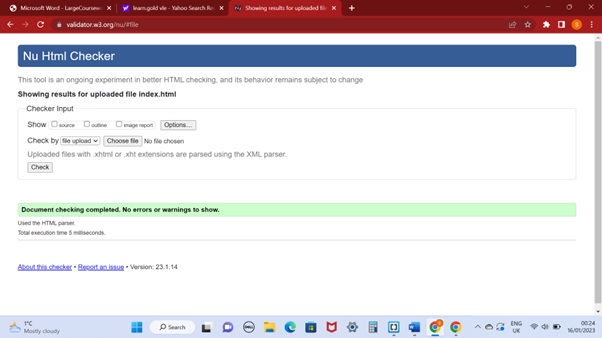 Microsoft Word - LargeCoursew
learn.gold vle - Yahoo Search Re
Showing results for uploaded file
validator.w3.org/nu/#file
Nu Html Checker
This tool is an ongoing experiment in better HTML checking, and its behavior remains subject to change
Showing results for uploaded file index.html
Checker Input
Show source outline image report Options...
Check by file upload Choose file No file chosen
Uploaded files with .xhtml or .xht extensions are parsed using the XML parser.
Check
Document checking completed. No errors or warnings to show.
Used the HTML parser.
Total execution time 5 milliseconds.
About this checker • Report an issue • Version: 23.1.14
1°C
Mostly cloudy
Search
DELL
ENG
UK
00:24
16/01/2023